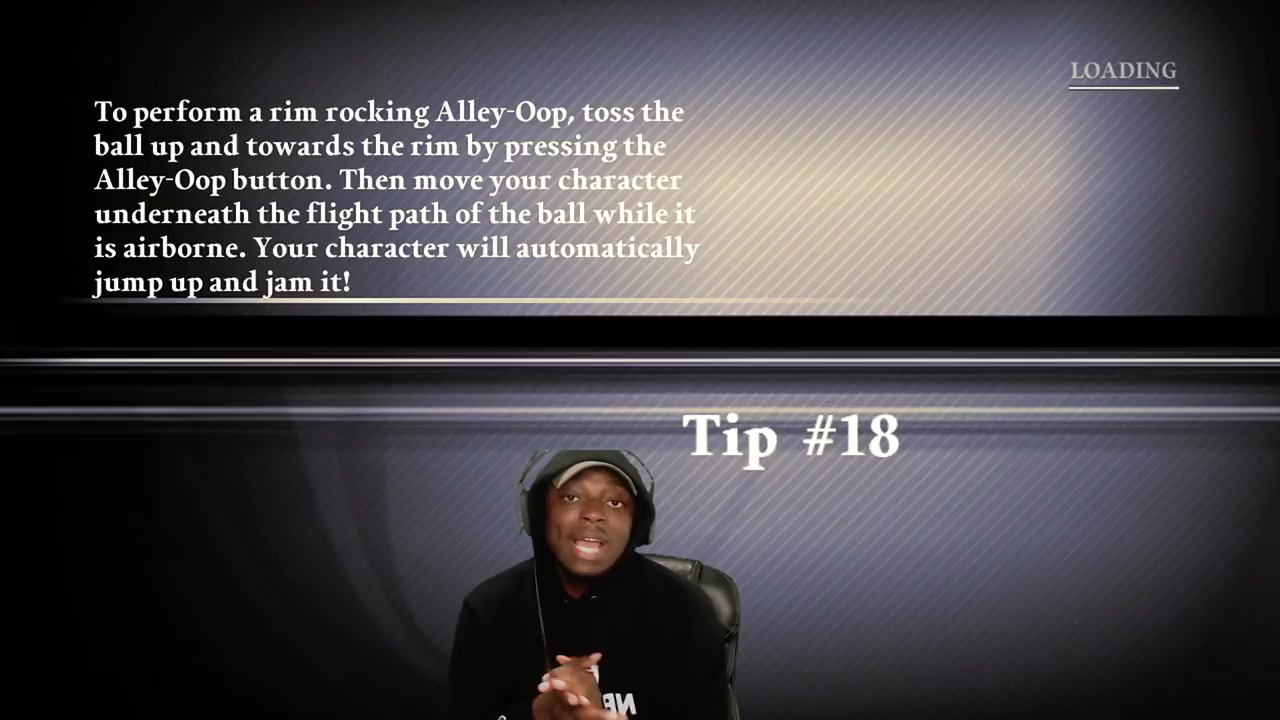 LOADING
To perform a rim rocking Alley-Oop, toss the
ball up and towards the rim by pressing the
Alley-Oop button. Then move your character
underneath the flight path of the ball while it
is airborne. Your character will automatically
jump up and jam it!
Tip #18